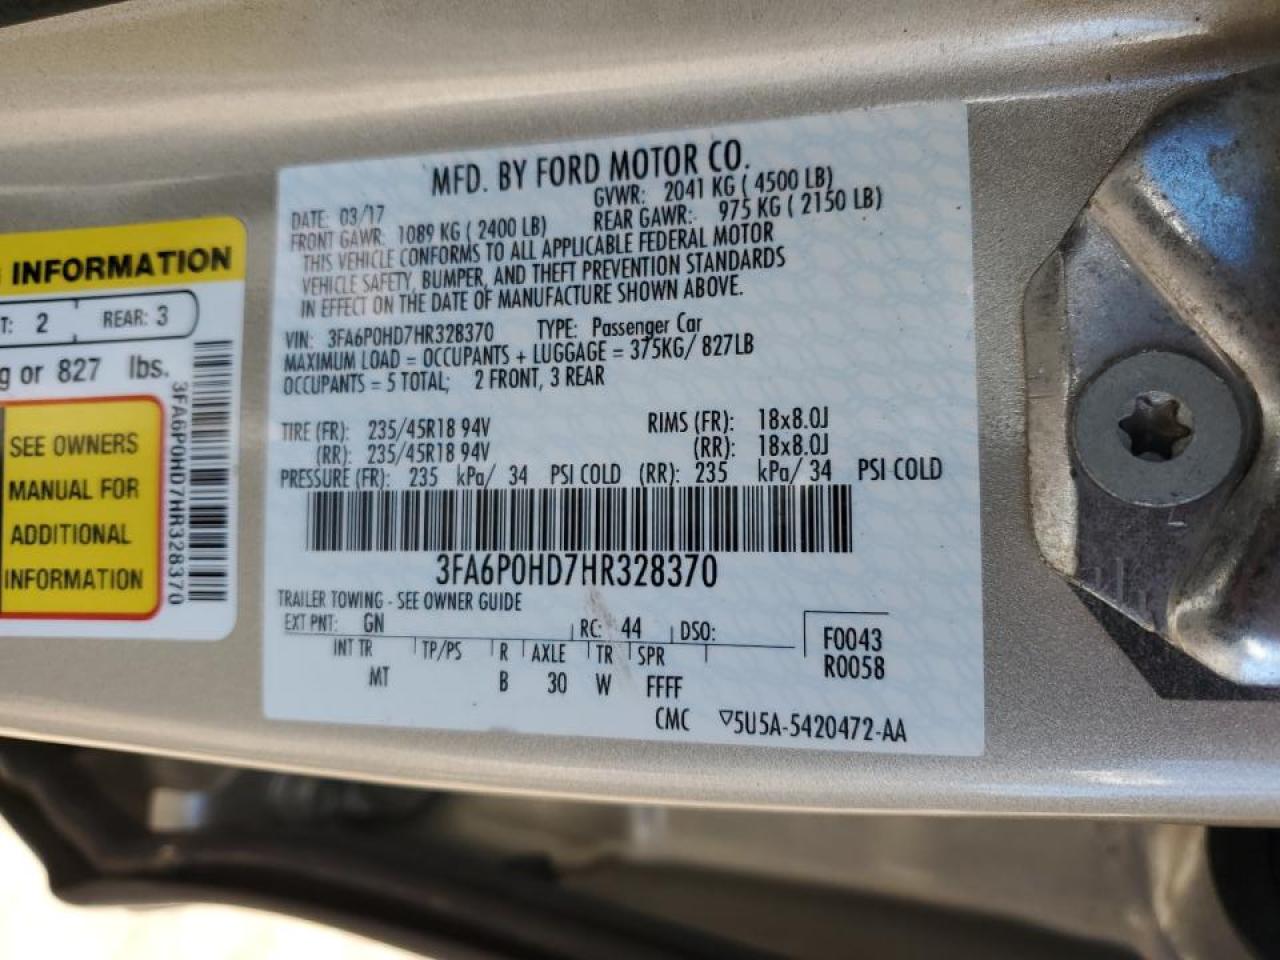 MFD. BY FORD MOTOR CO.
DATE: 03/17 GVWR: 2041 KG ( 4500 LB)
FRONT GAWR: 1089 KG ( 2400 LB) REAR GAWR: 975 KG ( 2150 LB)
THIS VEHICLE CONFORMS TO ALL APPLICABLE FEDERAL MOTOR
VEHICLE SAFETY, BUMPER, AND THEFT PREVENTION STANDARDS
IN EFFECT ON THE DATE OF MANUFACTURE SHOWN ABOVE.
VIN: 3FA6P0HD7HR328370 TYPE: Passenger Car
MAXIMUM LOAD = OCCUPANTS + LUGGAGE = 375KG/ 827LB
OCCUPANTS = 5 TOTAL; 2 FRONT, 3 REAR
TIRE (FR): 235/45R18 94V RIMS (FR): 18x8.0J
(RR): 235/45R18 94V (RR): 18x8.0J
PRESSURE (FR): 235 kPa/ 34 PSI COLD (RR): 235 kPa/ 34 PSI COLD
3FA6P0HD7HR328370
TRAILER TOWING - SEE OWNER GUIDE
EXT PNT: GN RC: 44 DSO: F0043
R0058
INT TR TP/PS R AXLE TR SPR
MT B 30 W FFFF
CMC ▽5U5A-5420472-AA
INFORMATION
T: 2 REAR: 3
g or 827 lbs.
SEE OWNERS
MANUAL FOR
ADDITIONAL
INFORMATION
3FA6P0HD7HR328370